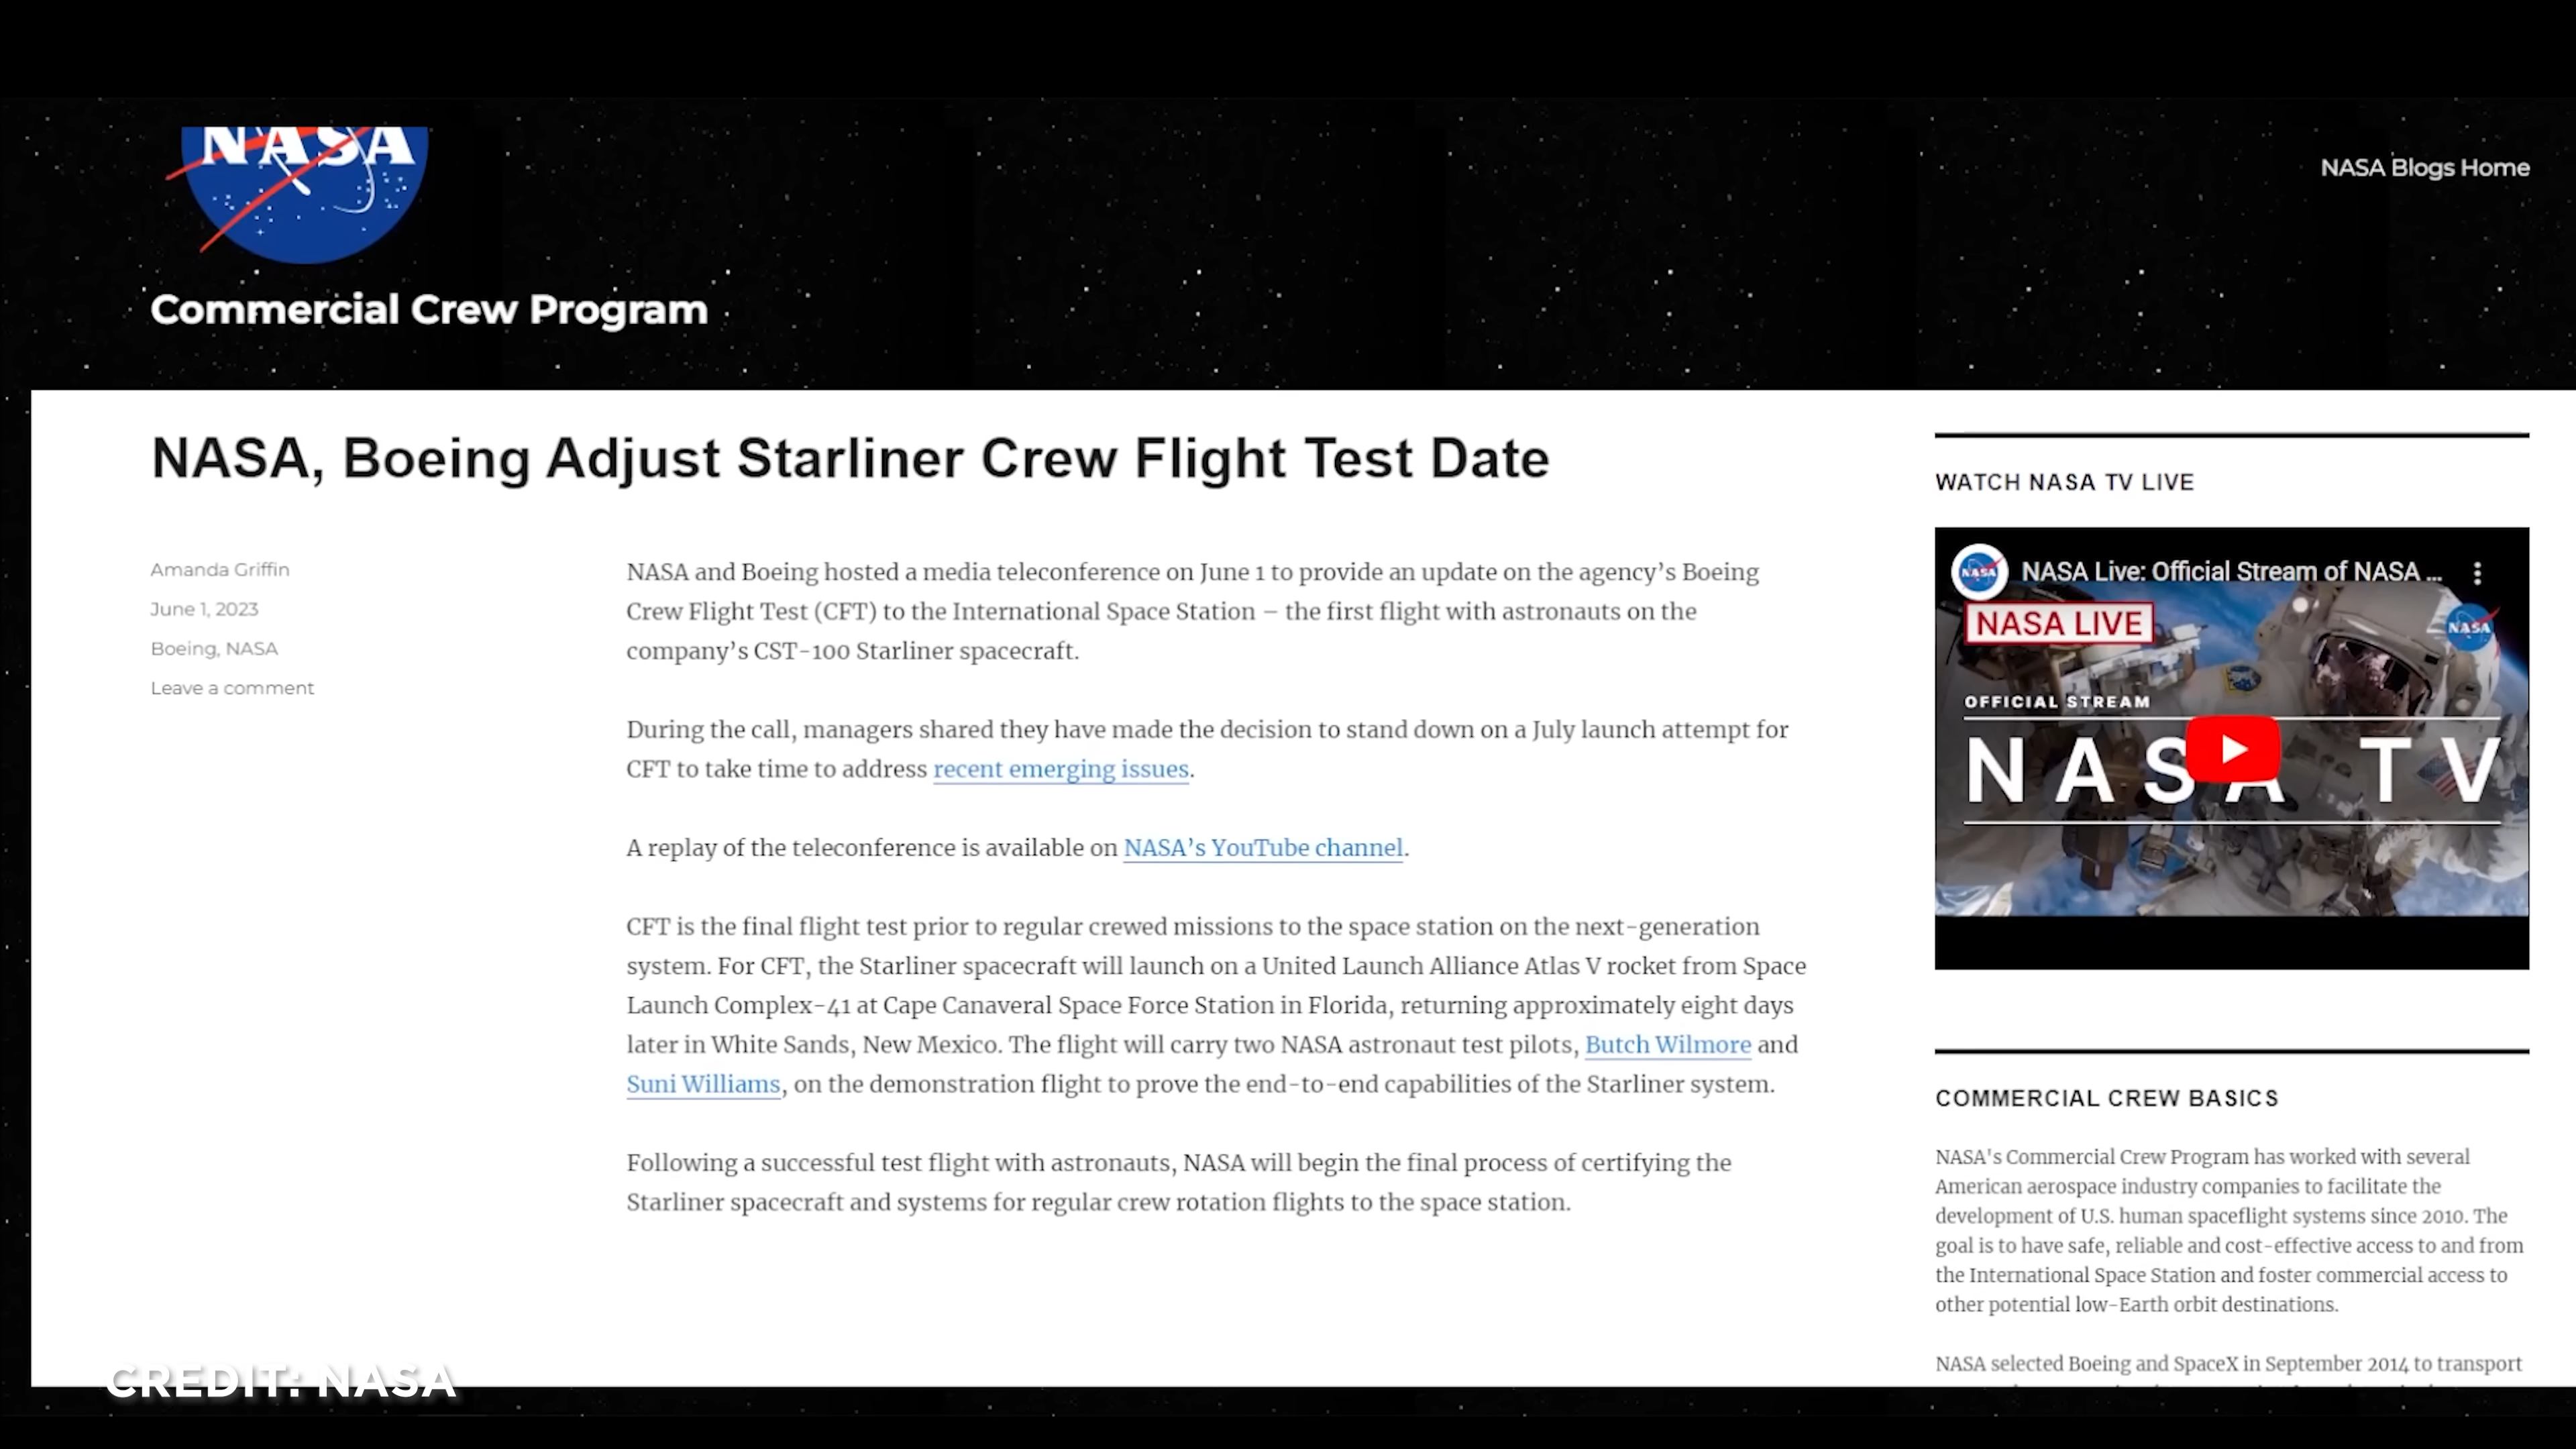 NASA
NASA Blogs Home
Commercial Crew Program
NASA, Boeing Adjust Starliner Crew Flight Test Date
Amanda Griffin
June 1, 2023
Boeing, NASA
Leave a comment
NASA and Boeing hosted a media teleconference on June 1 to provide an update on the agency’s Boeing
Crew Flight Test (CFT) to the International Space Station – the first flight with astronauts on the
company’s CST-100 Starliner spacecraft.
During the call, managers shared they have made the decision to stand down on a July launch attempt for
CFT to take time to address recent emerging issues.
A replay of the teleconference is available on NASA’s YouTube channel.
CFT is the final flight test prior to regular crewed missions to the space station on the next-generation
system. For CFT, the Starliner spacecraft will launch on a United Launch Alliance Atlas V rocket from Space
Launch Complex-41 at Cape Canaveral Space Force Station in Florida, returning approximately eight days
later in White Sands, New Mexico. The flight will carry two NASA astronaut test pilots, Butch Wilmore and
Suni Williams, on the demonstration flight to prove the end-to-end capabilities of the Starliner system.
Following a successful test flight with astronauts, NASA will begin the final process of certifying the
Starliner spacecraft and systems for regular crew rotation flights to the space station.
WATCH NASA TV LIVE
NASA
NASA Live: Official Stream of NASA ...
NASA LIVE
NASA
OFFICIAL STREAM
NASA TV
COMMERCIAL CREW BASICS
NASA's Commercial Crew Program has worked with several
American aerospace industry companies to facilitate the
development of U.S. human spaceflight systems since 2010. The
goal is to have safe, reliable and cost-effective access to and from
the International Space Station and foster commercial access to
other potential low-Earth orbit destinations.
NASA selected Boeing and SpaceX in September 2014 to transport
CREDIT: NASA